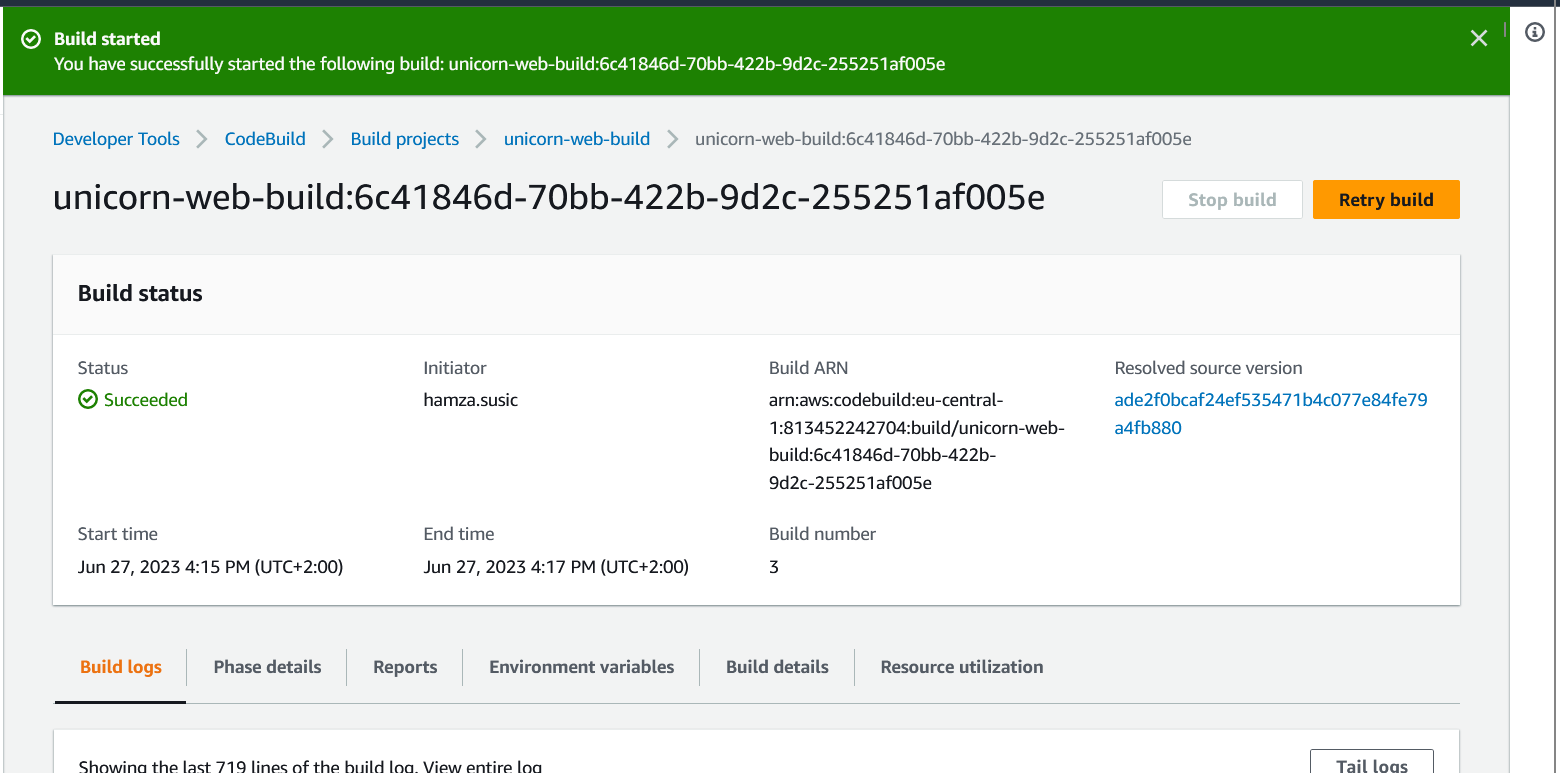 Build started
You have successfully started the following build: unicorn-web-build:6c41846d-70bb-422b-9d2c-255251af005e
Developer Tools
CodeBuild
Build projects
unicorn-web-build
unicorn-web-build:6c41846d-70bb-422b-9d2c-255251af005e
unicorn-web-build:6c41846d-70bb-422b-9d2c-255251af005e
Stop build
Retry build
Build status
Status
Succeeded
Initiator
hamza.susic
Build ARN
arn:aws:codebuild:eu-central-
1:813452242704:build/unicorn-web-
build:6c41846d-70bb-422b-
9d2c-255251af005e
Resolved source version
ade2f0bcaf24ef535471b4c077e84fe79
a4fb880
Start time
Jun 27, 2023 4:15 PM (UTC+2:00)
End time
Jun 27, 2023 4:17 PM (UTC+2:00)
Build number
3
Build logs
Phase details
Reports
Environment variables
Build details
Resource utilization
Showing the last 719 lines of the build log. View entire log
Tail logs